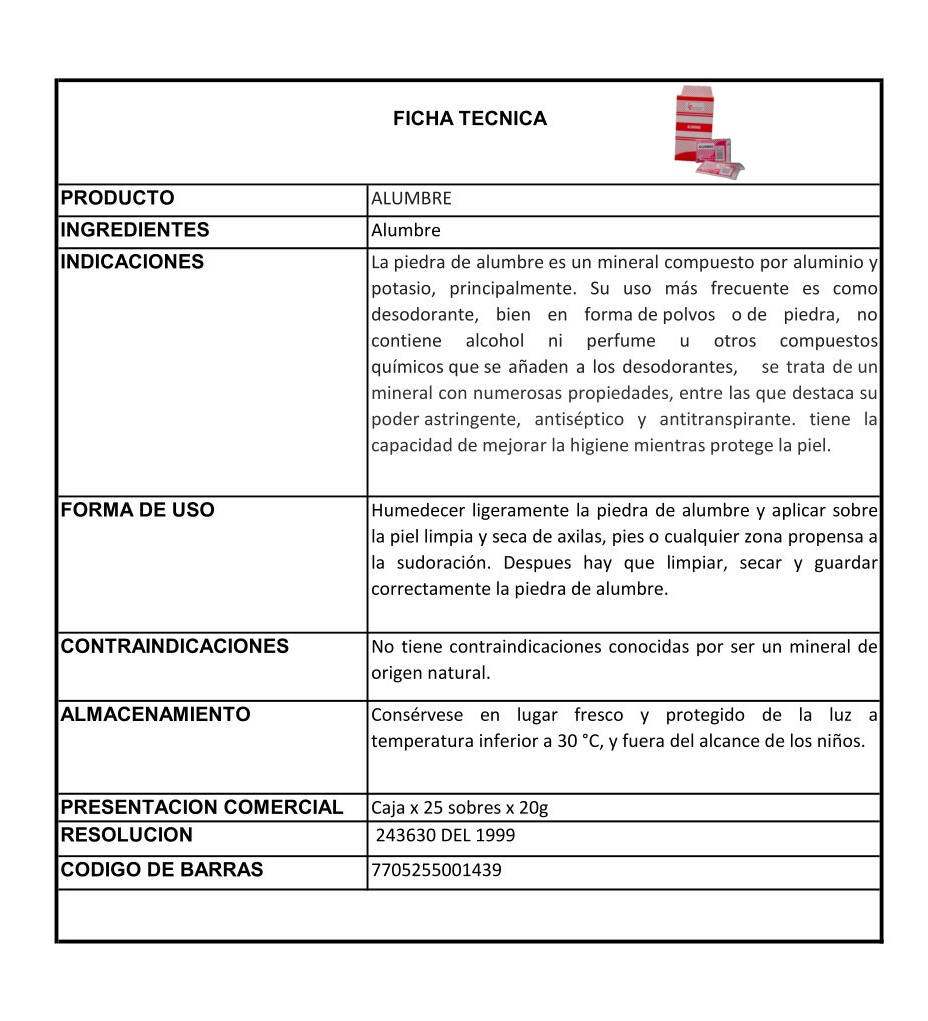 FICHA TECNICA
ALUMBRE
ALUMBRE
PRODUCTO
ALUMBRE
INGREDIENTES
Alumbre
INDICACIONES
La piedra de alumbre es un mineral compuesto por aluminio y
potasio, principalmente. Su uso más frecuente es como
desodorante, bien en forma de polvos o de piedra, no
contiene alcohol ni perfume u otros compuestos
químicos que se añaden a los desodorantes, se trata de un
mineral con numerosas propiedades, entre las que destaca su
poder astringente, antiséptico y antitranspirante. tiene la
capacidad de mejorar la higiene mientras protege la piel.
FORMA DE USO
Humedecer ligeramente la piedra de alumbre y aplicar sobre
la piel limpia y seca de axilas, pies o cualquier zona propensa a
la sudoración. Despues hay que limpiar, secar y guardar
correctamente la piedra de alumbre.
CONTRAINDICACIONES
No tiene contraindicaciones conocidas por ser un mineral de
origen natural.
ALMACENAMIENTO
Consérvese en lugar fresco y protegido de la luz a
temperatura inferior a 30 °C, y fuera del alcance de los niños.
PRESENTACION COMERCIAL
Caja x 25 sobres x 20g
RESOLUCION
243630 DEL 1999
CODIGO DE BARRAS
7705255001439